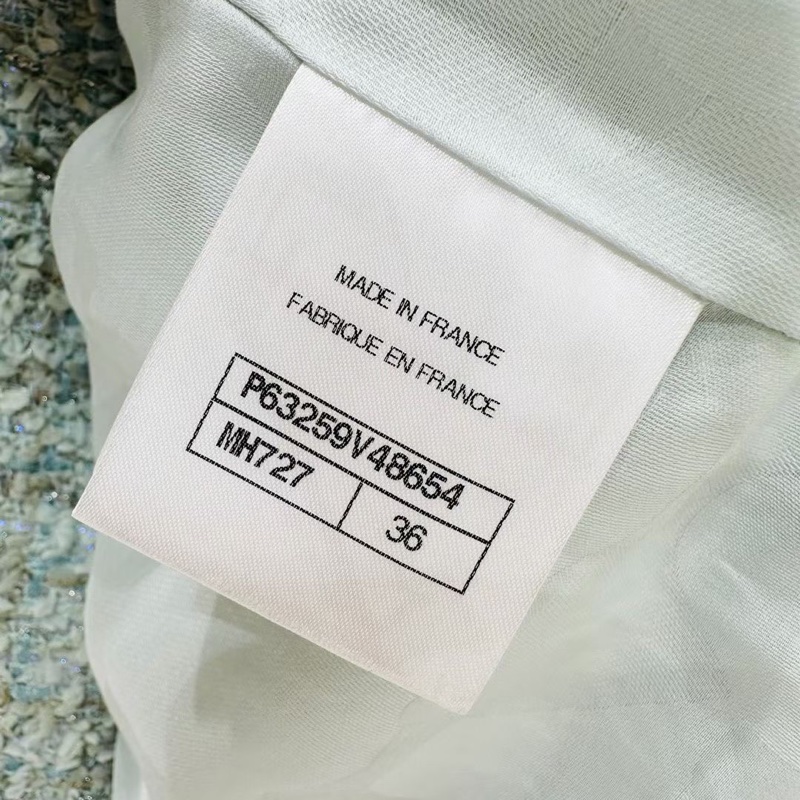 MADE IN FRANCE
FABRIQUE EN FRANCE
P63259V48654
MH727 36